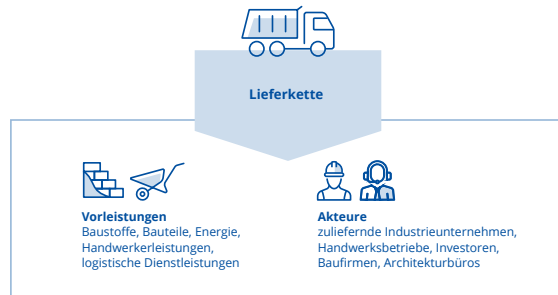 Lieferkette
Vorleistungen
Baustoffe, Bauteile, Energie,
Handwerkerleistungen,
logistische Dienstleistungen
Akteure
zuliefernde Industrieunternehmen,
Handwerksbetriebe, Investoren,
Baufirmen, Architekturbüros